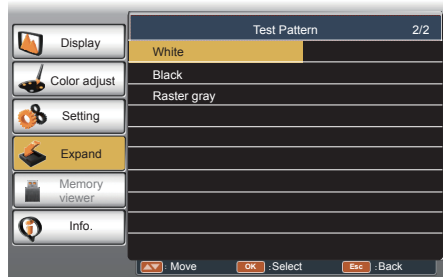 Test Pattern 2/2
Display
Color adjust
Setting
Expand
Memory
viewer
Info.
White
Black
Raster gray
: Move OK :Select Esc :Back